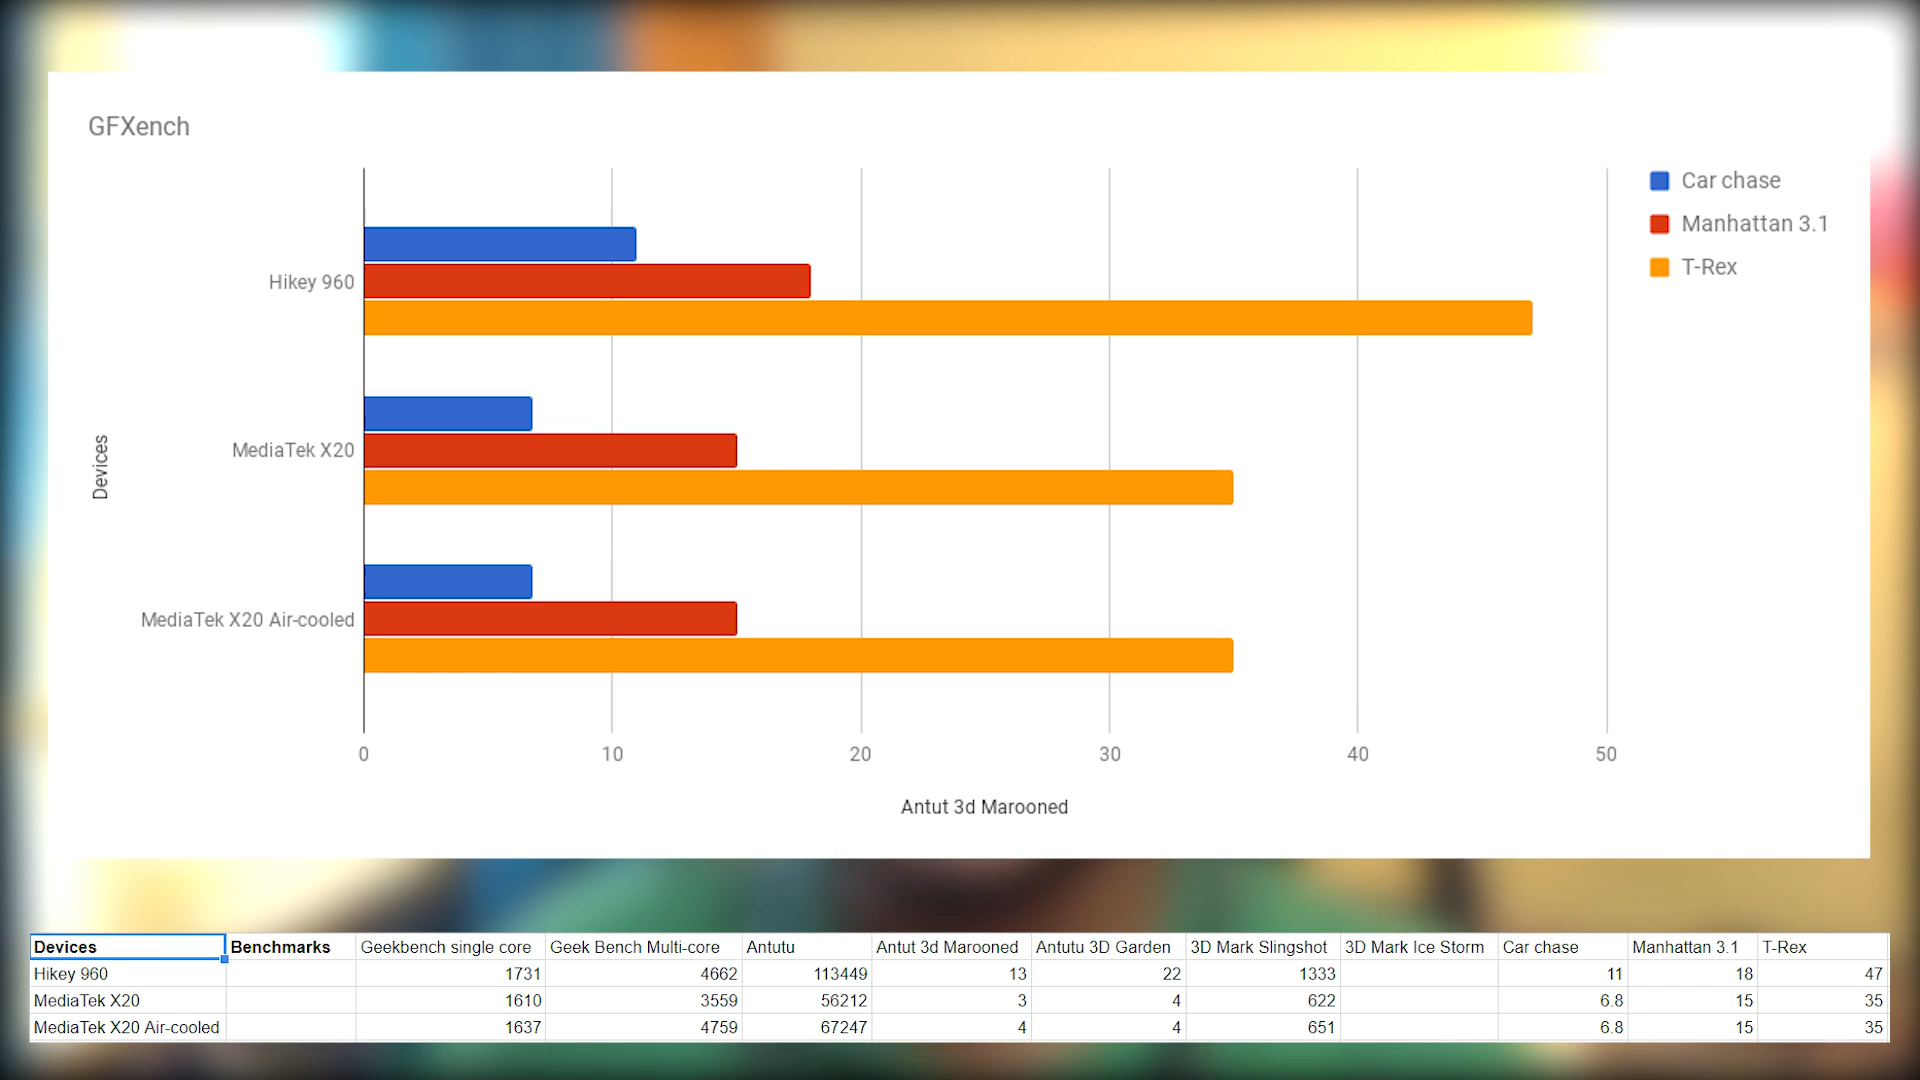 GFXench
Car chase
Manhattan 3.1
T-Rex
Hikey 960
MediaTek X20
MediaTek X20 Air-cooled
Devices
0 10 20 30 40 50
Antut 3d Marooned
Devices Benchmarks Geekbench single core Geek Bench Multi-core Antutu Antut 3d Marooned Antutu 3D Garden 3D Mark Slingshot 3D Mark Ice Storm Car chase Manhattan 3.1 T-Rex
Hikey 960 1731 4662 113449 13 22 1333 11 18 47
MediaTek X20 1610 3559 56212 3 4 622 6.8 15 35
MediaTek X20 Air-cooled 1637 4759 67247 4 4 651 6.8 15 35